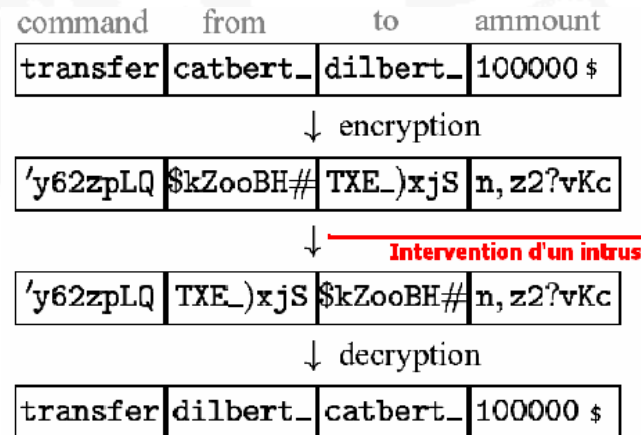 command from to ammount
transfer catbert_ dilbert_ 100000 $
↓ encryption
'y62zpLQ $kZooBH# TXE_)xjS n,z2?vKc
↓
Intervention d'un intrus
'y62zpLQ TXE_)xjS $kZooBH# n,z2?vKc
↓ decryption
transfer dilbert_ catbert_ 100000 $